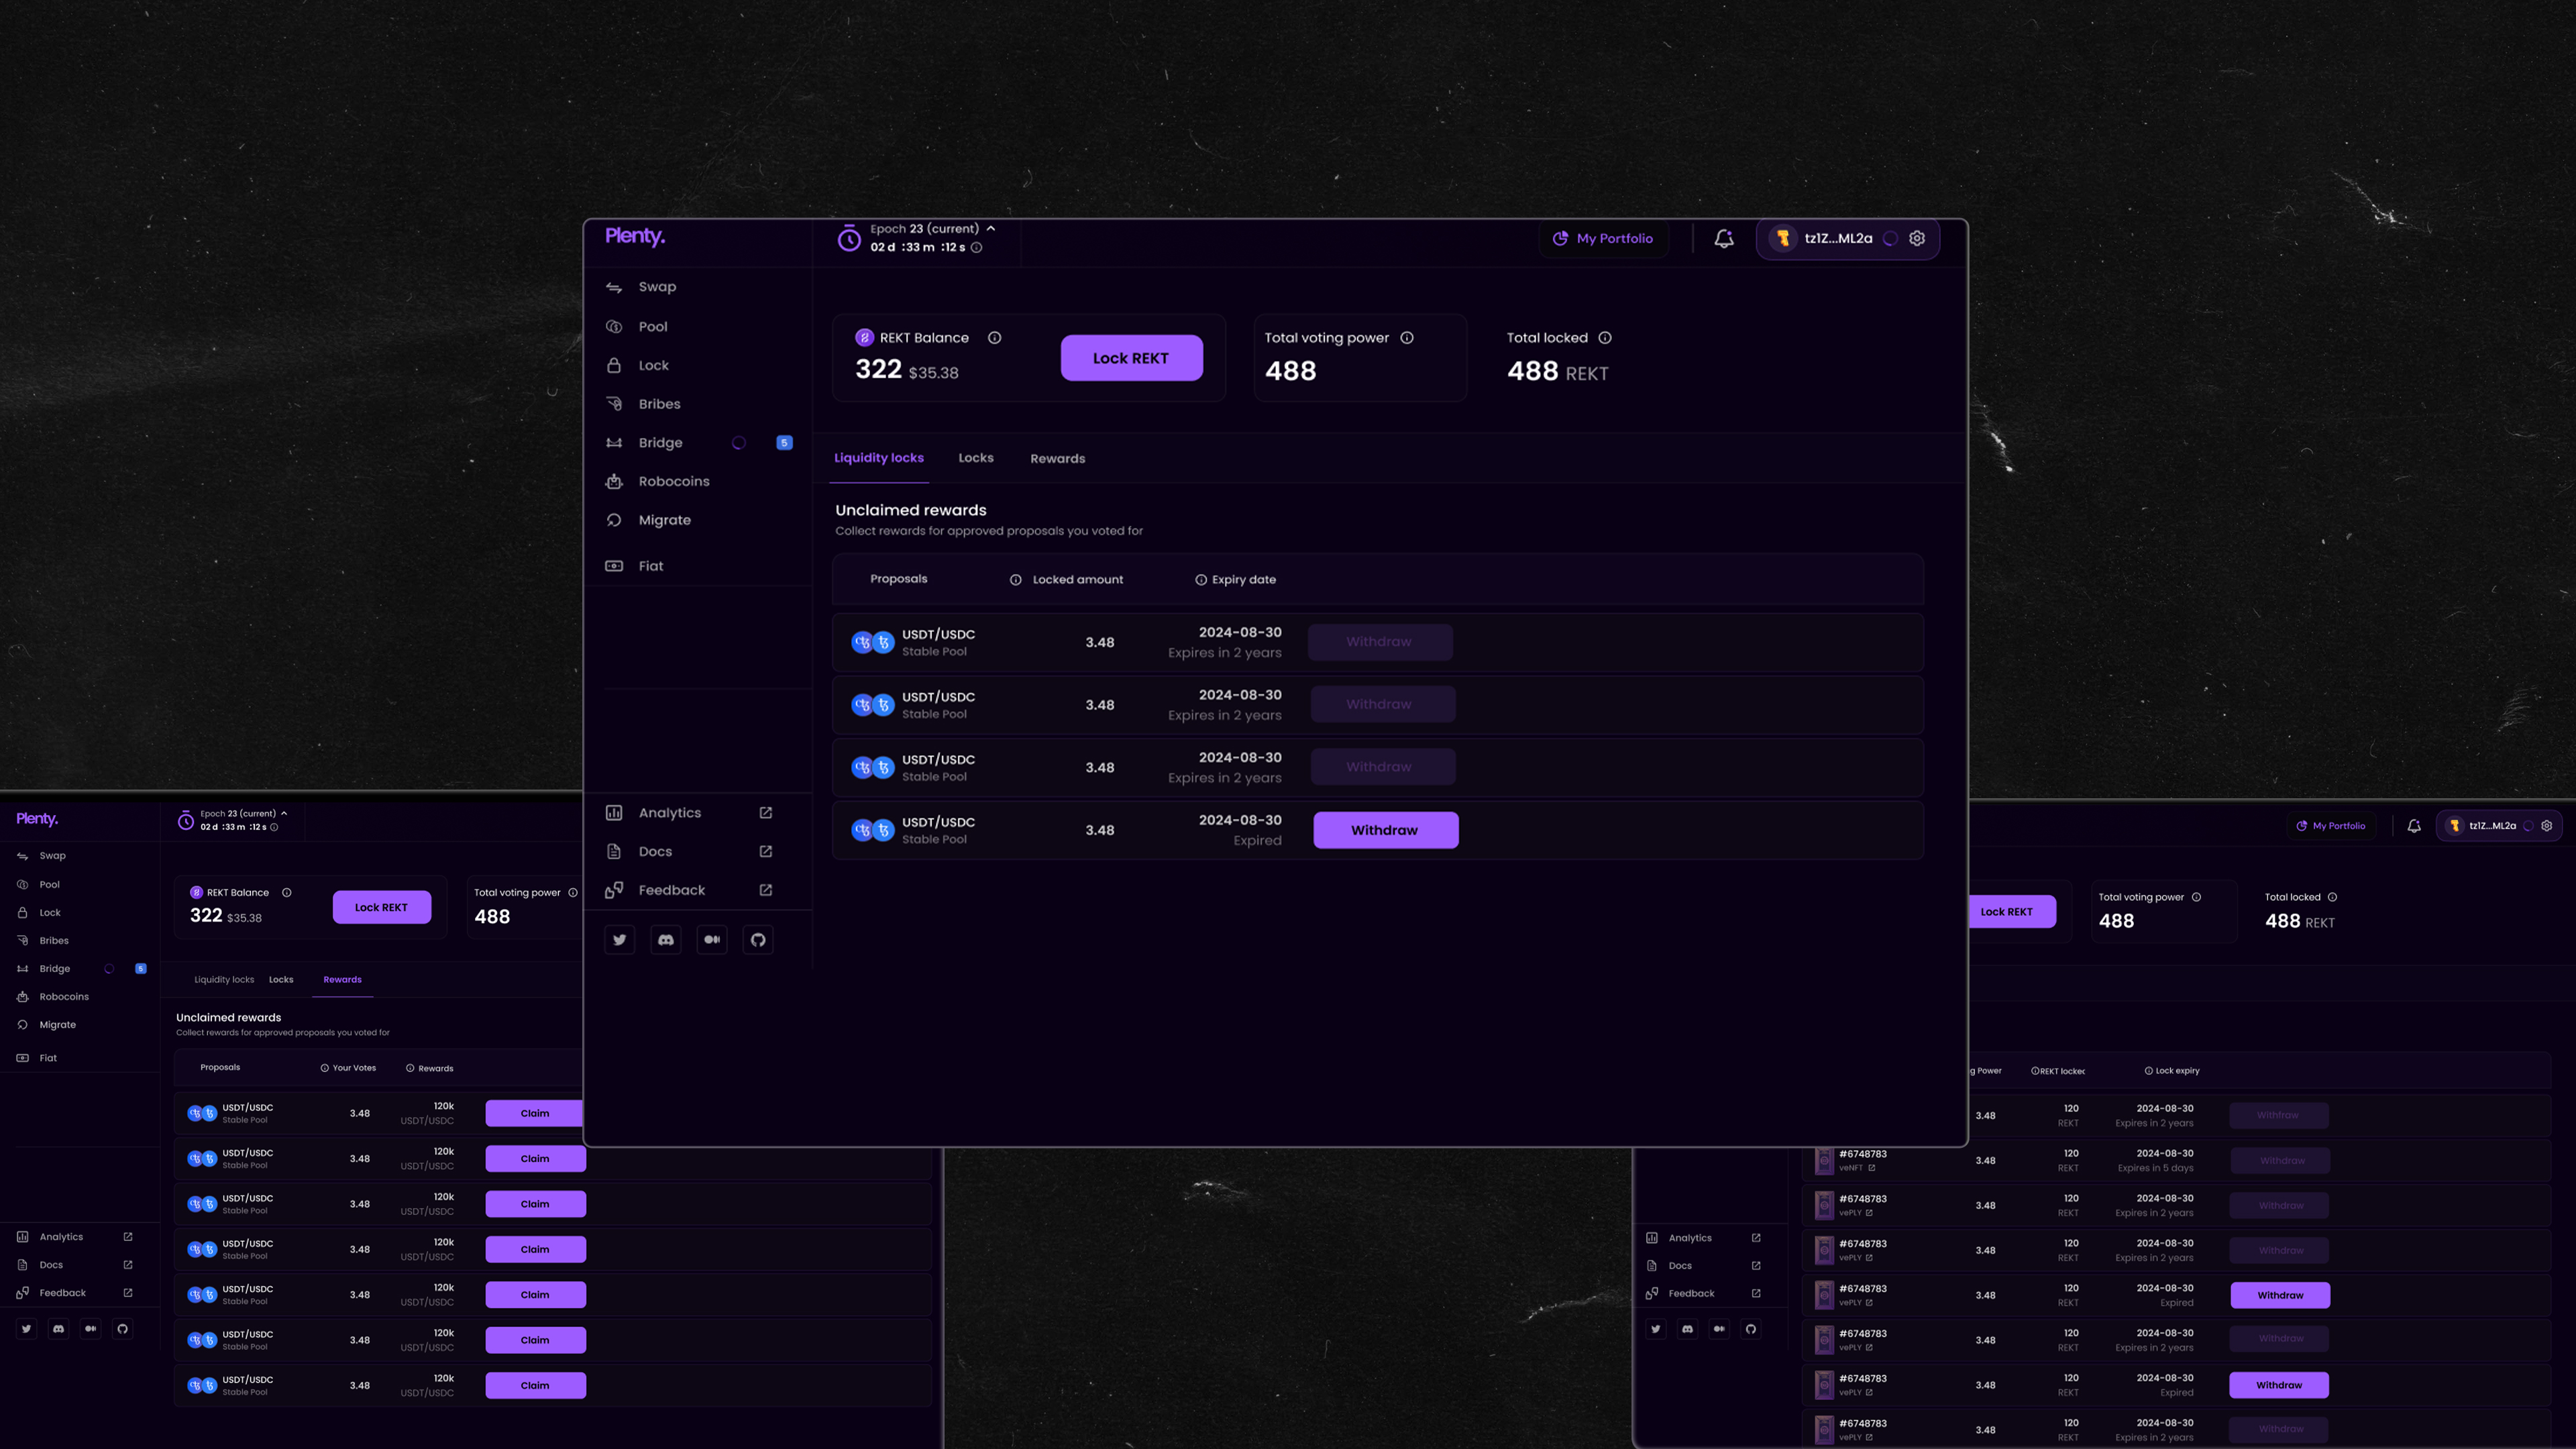 Plenty.
Epoch 23 (current)
02 d :33 m :12 s
My Portfolio
tz1Z...ML2a
Swap
Pool
Lock
Bribes
Bridge
5
Robocoins
Migrate
Fiat
Analytics
Docs
Feedback
REKT Balance
322 $35.38
Lock REKT
Total voting power
488
Total locked
488 REKT
Liquidity locks
Locks
Rewards
Unclaimed rewards
Collect rewards for approved proposals you voted for
Proposals
Locked amount
Expiry date
USDT/USDC
Stable Pool
3.48
2024-08-30
Expires in 2 years
Withdraw
USDT/USDC
Stable Pool
3.48
2024-08-30
Expires in 2 years
Withdraw
USDT/USDC
Stable Pool
3.48
2024-08-30
Expires in 2 years
Withdraw
USDT/USDC
Stable Pool
3.48
2024-08-30
Expired
Withdraw
Plenty.
Epoch 23 (current)
02 d :33 m :12 s
Swap
Pool
Lock
Bribes
Bridge
5
Robocoins
Migrate
Fiat
Analytics
Docs
Feedback
REKT Balance
322 $35.38
Lock REKT
Total voting power
488
Liquidity locks
Locks
Rewards
Unclaimed rewards
Collect rewards for approved proposals you voted for
Proposals
Your Votes
Rewards
USDT/USDC
Stable Pool
3.48
120k
USDT/USDC
Claim
USDT/USDC
Stable Pool
3.48
120k
USDT/USDC
Claim
USDT/USDC
Stable Pool
3.48
120k
USDT/USDC
Claim
USDT/USDC
Stable Pool
3.48
120k
USDT/USDC
Claim
USDT/USDC
Stable Pool
3.48
120k
USDT/USDC
Claim
USDT/USDC
Stable Pool
3.48
120k
USDT/USDC
Claim
USDT/USDC
Stable Pool
3.48
120k
USDT/USDC
Claim
My Portfolio
tz1Z...ML2a
Lock REKT
Total voting power
488
Total locked
488 REKT
g Power
REKT locked
Lock expiry
3.48
120
REKT
2024-08-30
Expires in 2 years
Withfraw
#6748783
veNFT
3.48
120
REKT
2024-08-30
Expires in 5 days
Withdraw
#6748783
vePLY
3.48
120
REKT
2024-08-30
Expires in 2 years
Withdraw
#6748783
vePLY
3.48
120
REKT
2024-08-30
Expires in 2 years
Withdraw
#6748783
vePLY
3.48
120
REKT
2024-08-30
Expired
Withdraw
#6748783
vePLY
3.48
120
REKT
2024-08-30
Expires in 2 years
Withdraw
#6748783
vePLY
3.48
120
REKT
2024-08-30
Expired
Withdraw
#6748783
vePLY
3.48
120
REKT
2024-08-30
Expires in 2 years
Withdraw
Analytics
Docs
Feedback